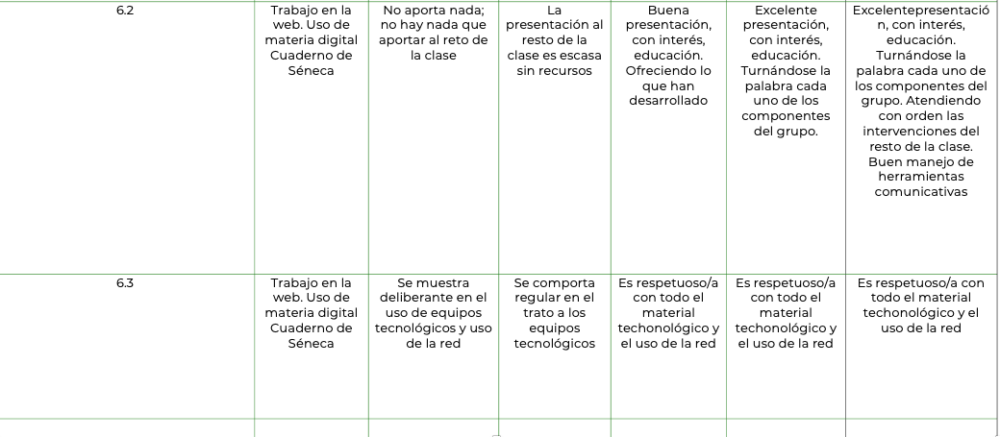 6.2
Trabajo en la
web. Uso de
materia digital
Cuaderno de
Séneca
No aporta nada;
no hay nada que
aportar al reto de
la clase
La
presentación al
resto de la
clase es escasa
sin recursos
Buena
presentación,
con interés,
educación.
Ofreciendo lo
que han
desarrollado
Excelente
presentación,
con interés,
educación.
Turnándose la
palabra cada
uno de los
componentes
del grupo.
Excelentepresentació
n, con interés,
educación.
Turnándose la
palabra cada uno de
los componentes del
grupo. Atendiendo
con orden las
intervenciones del
resto de la clase.
Buen manejo de
herramientas
comunicativas
6.3
Trabajo en la
web. Uso de
materia digital
Cuaderno de
Séneca
Se muestra
deliberante en el
uso de equipos
tecnológicos y uso
de la red
Se comporta
regular en el
trato a los
equipos
tecnológicos
Es respetuoso/a
con todo el
material
techonológico y
el uso de la red
Es respetuoso/a
con todo el
material
techonológico y
el uso de la red
Es respetuoso/a con
todo el material
techonológico y el
uso de la red